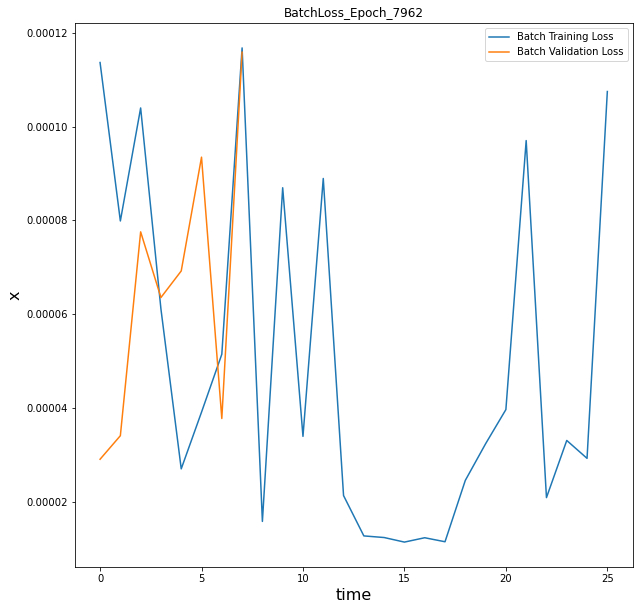 BatchLoss_Epoch_7962
Batch Training Loss
Batch Validation Loss
0.00012
0.00010
0.00008
0.00006
0.00004
0.00002
x
0 5 10 15 20 25
time